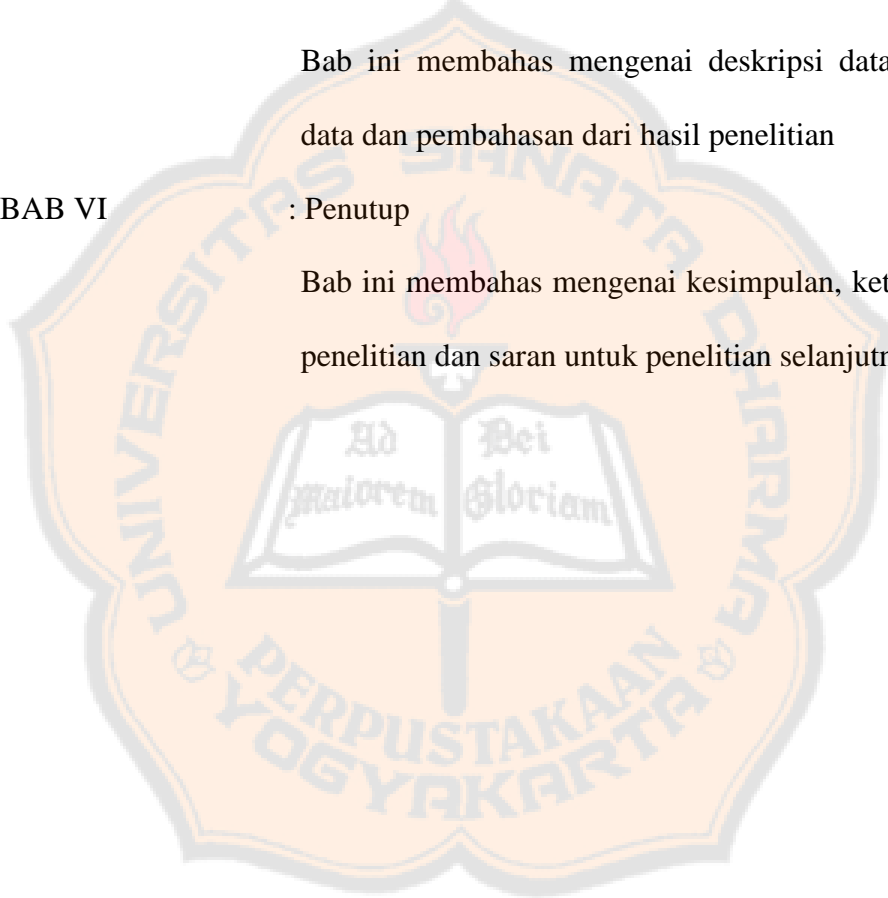 Bab ini membahas mengenai deskripsi data
data dan pembahasan dari hasil penelitian
BAB VI : Penutup
Bab ini membahas mengenai kesimpulan, ket
penelitian dan saran untuk penelitian selanjutn
UNIVERSITAS SANATA DHARMA
Ad Dei
Maiorem Gloriam
PERPUSTAKAAN
YOGYAKARTA